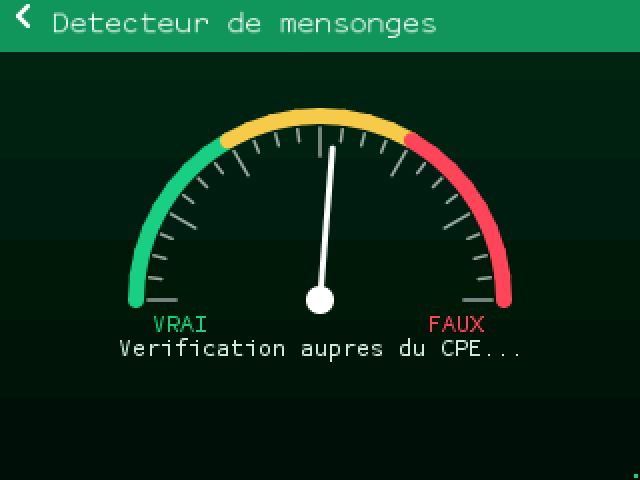 Detecteur de mensonges
VRAI
FAUX
Verification aupres du CPE...